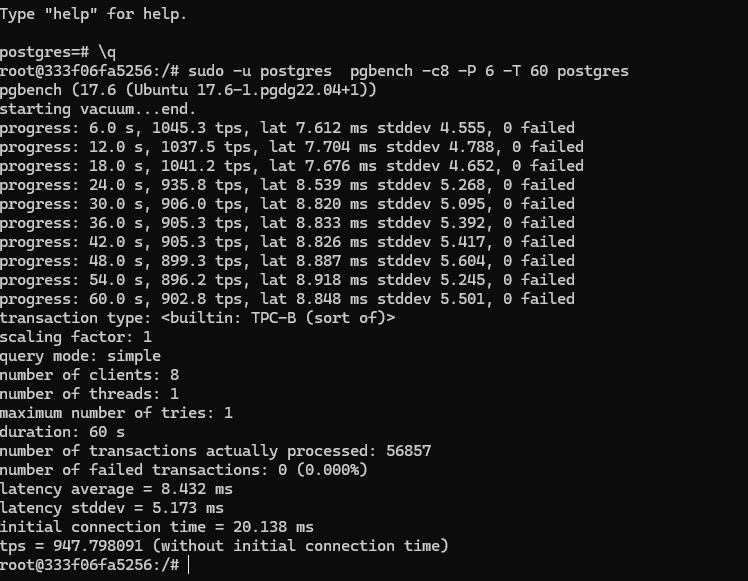 Type "help" for help.

postgres=# \q
root@333f06fa5256:/# sudo -u postgres  pgbench -c8 -P 6 -T 60 postgres
pgbench (17.6 (Ubuntu 17.6-1.pgdg22.04+1))
starting vacuum...end.
progress: 6.0 s, 1045.3 tps, lat 7.612 ms stddev 4.555, 0 failed
progress: 12.0 s, 1037.5 tps, lat 7.704 ms stddev 4.788, 0 failed
progress: 18.0 s, 1041.2 tps, lat 7.676 ms stddev 4.652, 0 failed
progress: 24.0 s, 935.8 tps, lat 8.539 ms stddev 5.268, 0 failed
progress: 30.0 s, 906.0 tps, lat 8.820 ms stddev 5.095, 0 failed
progress: 36.0 s, 905.3 tps, lat 8.833 ms stddev 5.392, 0 failed
progress: 42.0 s, 905.3 tps, lat 8.826 ms stddev 5.417, 0 failed
progress: 48.0 s, 899.3 tps, lat 8.887 ms stddev 5.604, 0 failed
progress: 54.0 s, 896.2 tps, lat 8.918 ms stddev 5.245, 0 failed
progress: 60.0 s, 902.8 tps, lat 8.848 ms stddev 5.501, 0 failed
transaction type: <builtin: TPC-B (sort of)>
scaling factor: 1
query mode: simple
number of clients: 8
number of threads: 1
maximum number of tries: 1
duration: 60 s
number of transactions actually processed: 56857
number of failed transactions: 0 (0.000%)
latency average = 8.432 ms
latency stddev = 5.173 ms
initial connection time = 20.138 ms
tps = 947.798091 (without initial connection time)
root@333f06fa5256:/#